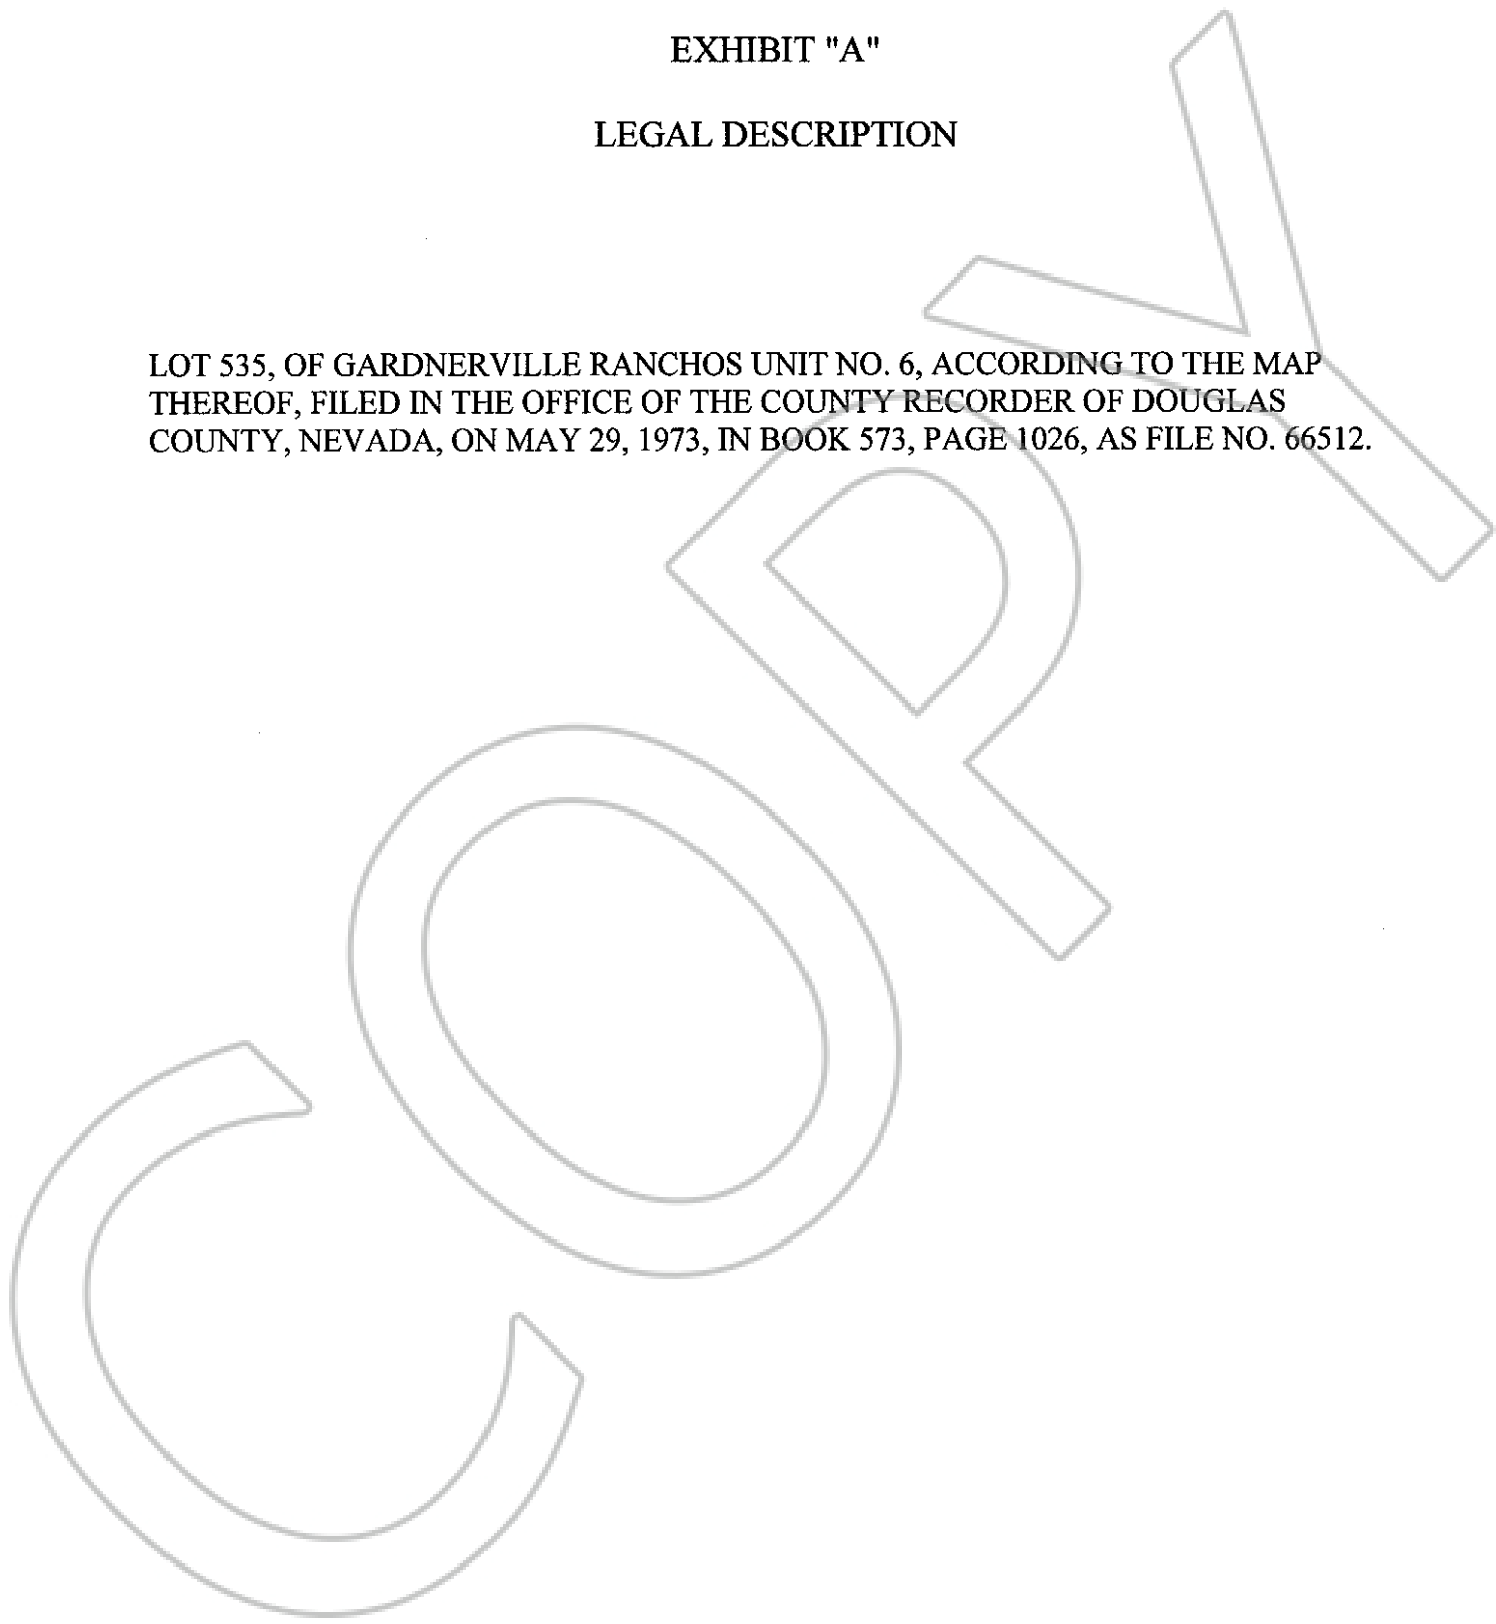 EXHIBIT "A"
LEGAL DESCRIPTION
LOT 535, OF GARDNERVILLE RANCHOS UNIT NO. 6, ACCORDING TO THE MAP
THEREOF, FILED IN THE OFFICE OF THE COUNTY RECORDER OF DOUGLAS
COUNTY, NEVADA, ON MAY 29, 1973, IN BOOK 573, PAGE 1026, AS FILE NO. 66512.
COPY